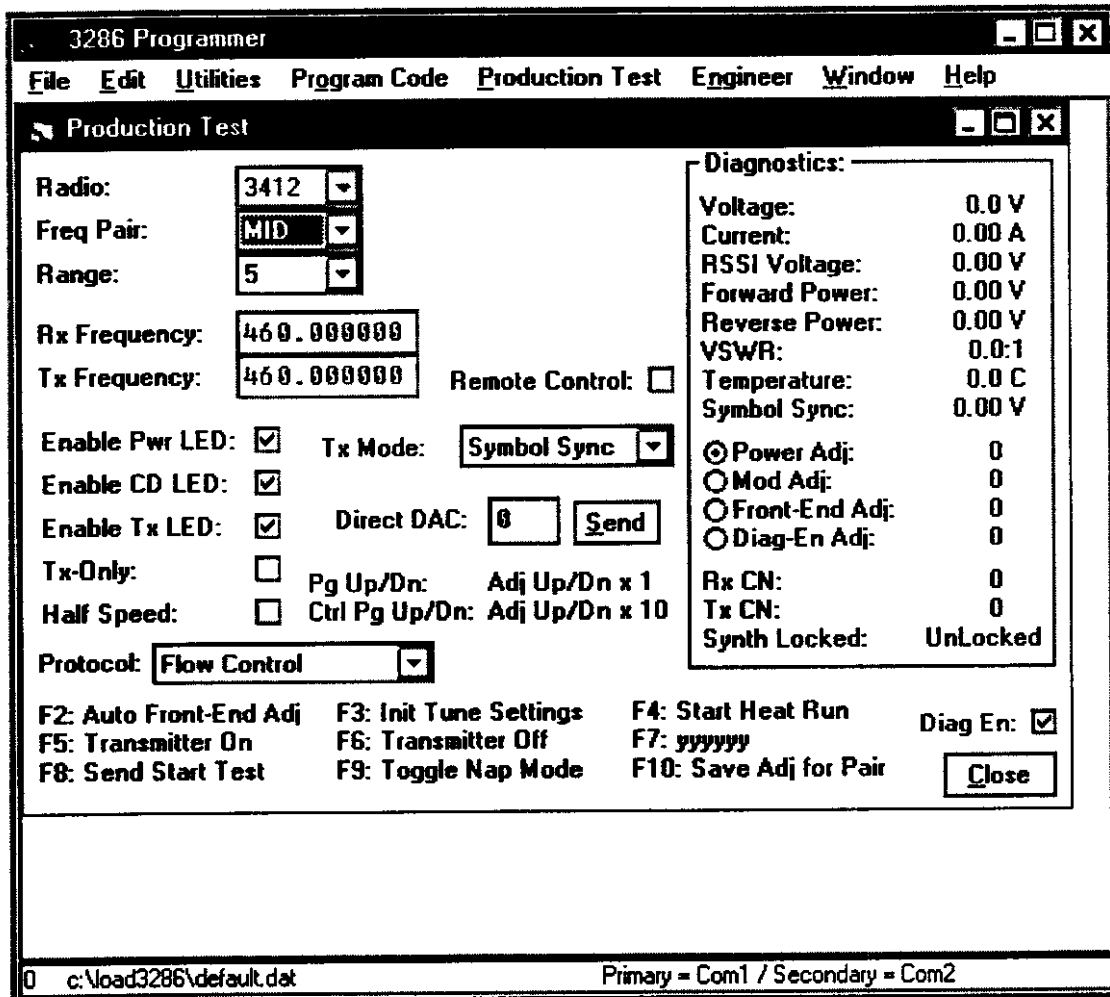 3286 Programmer
File Edit Utilities Program Code Production Test Engineer Window Help
Production Test
Radio: 3412
Freq Pair: MID
Range: 5
Rx Frequency: 460.000000
Tx Frequency: 460.000000
Remote Control:
Enable Pwr LED:
Tx Mode: Symbol Sync
Enable CD LED:
Enable Tx LED:
Direct DAC: 0 Send
Tx-Only:
Half Speed:
Pg Up/Dn: Adj Up/Dn x 1
Ctrl Pg Up/Dn: Adj Up/Dn x 10
Protocol: Flow Control
Diagnostics:
Voltage: 0.0 V
Current: 0.00 A
RSSI Voltage: 0.00 V
Forward Power: 0.00 V
Reverse Power: 0.00 V
VSWR: 0.0:1
Temperature: 0.0 C
Symbol Sync: 0.00 V
Power Adj: 0
Mod Adj: 0
Front-End Adj: 0
Diag-En Adj: 0
Rx CN: 0
Tx CN: 0
Synth Locked: UnLocked
F2: Auto Front-End Adj F3: Init Tune Settings F4: Start Heat Run
F5: Transmitter On F6: Transmitter Off F7: yyyyyy
F8: Send Start Test F9: Toggle Nap Mode F10: Save Adj for Pair
Diag En:
Close
0 c:\load3286\default.dat Primary = Com1 / Secondary = Com2